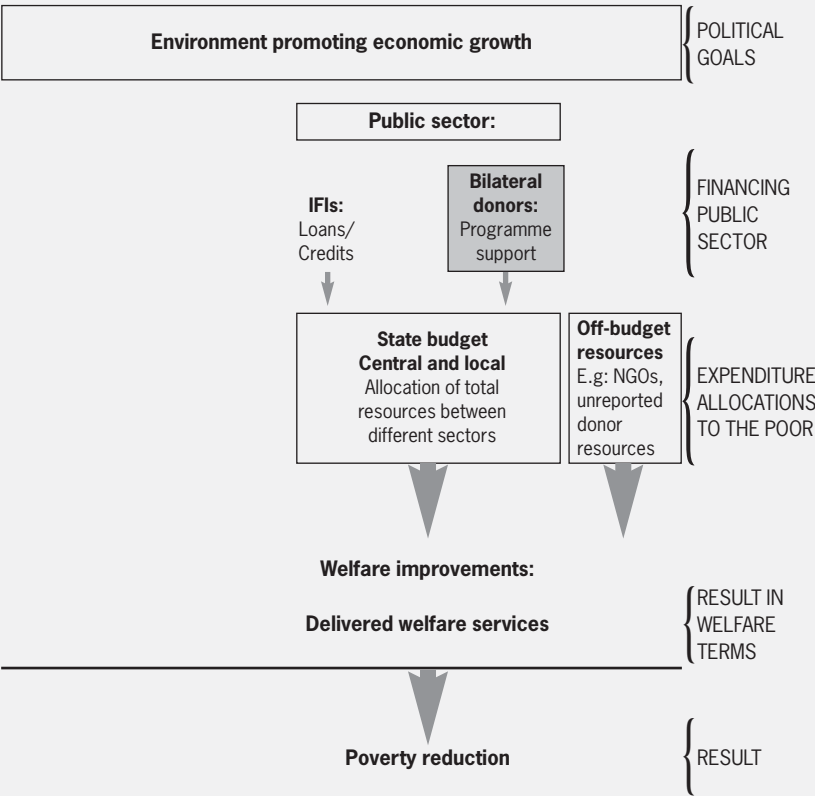 Environment promoting economic growth
POLITICAL
GOALS
Public sector:
IFIs:
Loans/
Credits
Bilateral
donors:
Programme
support
FINANCING
PUBLIC
SECTOR
State budget
Central and local
Allocation of total
resources between
different sectors
Off-budget
resources
E.g: NGOs,
unreported
donor
resources
EXPENDITURE
ALLOCATIONS
TO THE POOR
Welfare improvements:
Delivered welfare services
RESULT IN
WELFARE
TERMS
Poverty reduction
RESULT